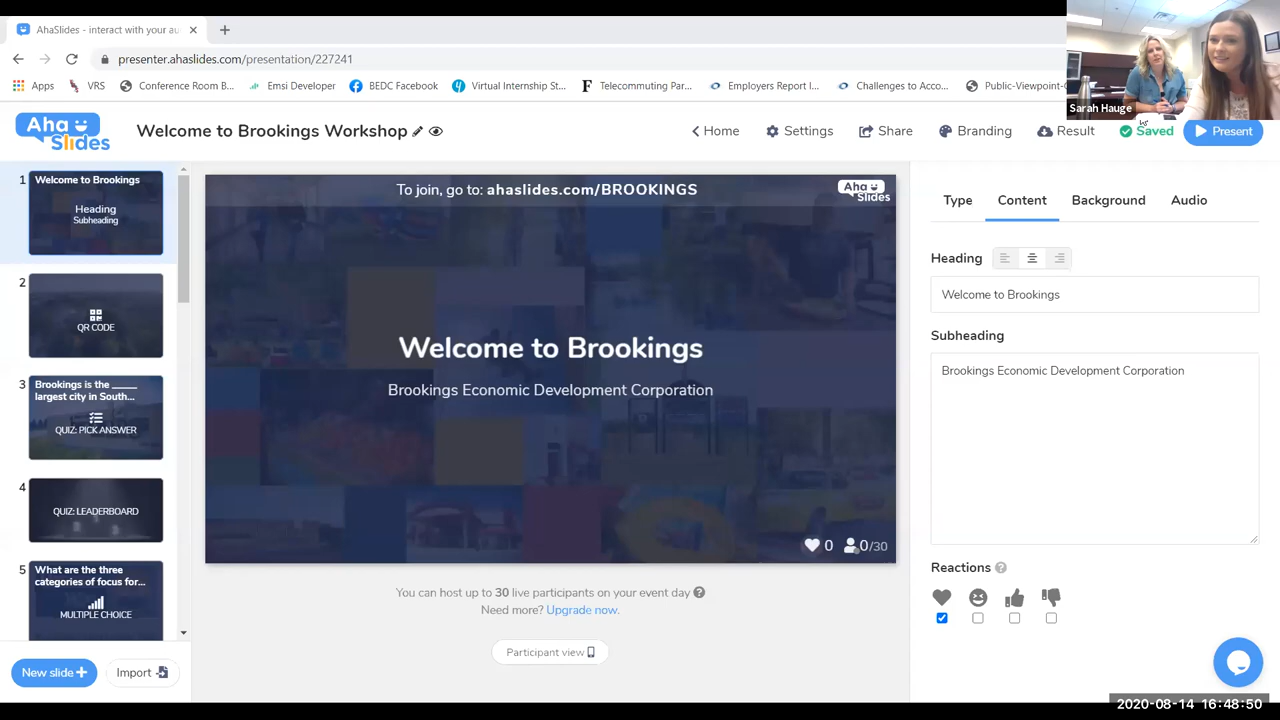 AhaSlides - interact with your au
presenter.ahaslides.com/presentation/227241
Apps
VRS
Conference Room B...
Emsi Developer
BEDC Facebook
Virtual Internship St...
Telecommuting Par...
Employers Report I...
Challenges to Acco...
Public-Viewpoint-C
Sarah Hauge
Aha
Slides
Welcome to Brookings Workshop
Home
Settings
Share
Branding
Result
Saved
Present
1
Welcome to Brookings
Heading
Subheading
2
QR CODE
3
Brookings is the _____
largest city in South...
QUIZ: PICK ANSWER
4
QUIZ: LEADERBOARD
5
What are the three
categories of focus for...
MULTIPLE CHOICE
New slide
Import
To join, go to: ahaslides.com/BROOKINGS
Aha
Slides
Welcome to Brookings
Brookings Economic Development Corporation
0
0/30
You can host up to 30 live participants on your event day
Need more? Upgrade now.
Participant view
Type
Content
Background
Audio
Heading
Welcome to Brookings
Subheading
Brookings Economic Development Corporation
Reactions
2020-08-14 16:48:50